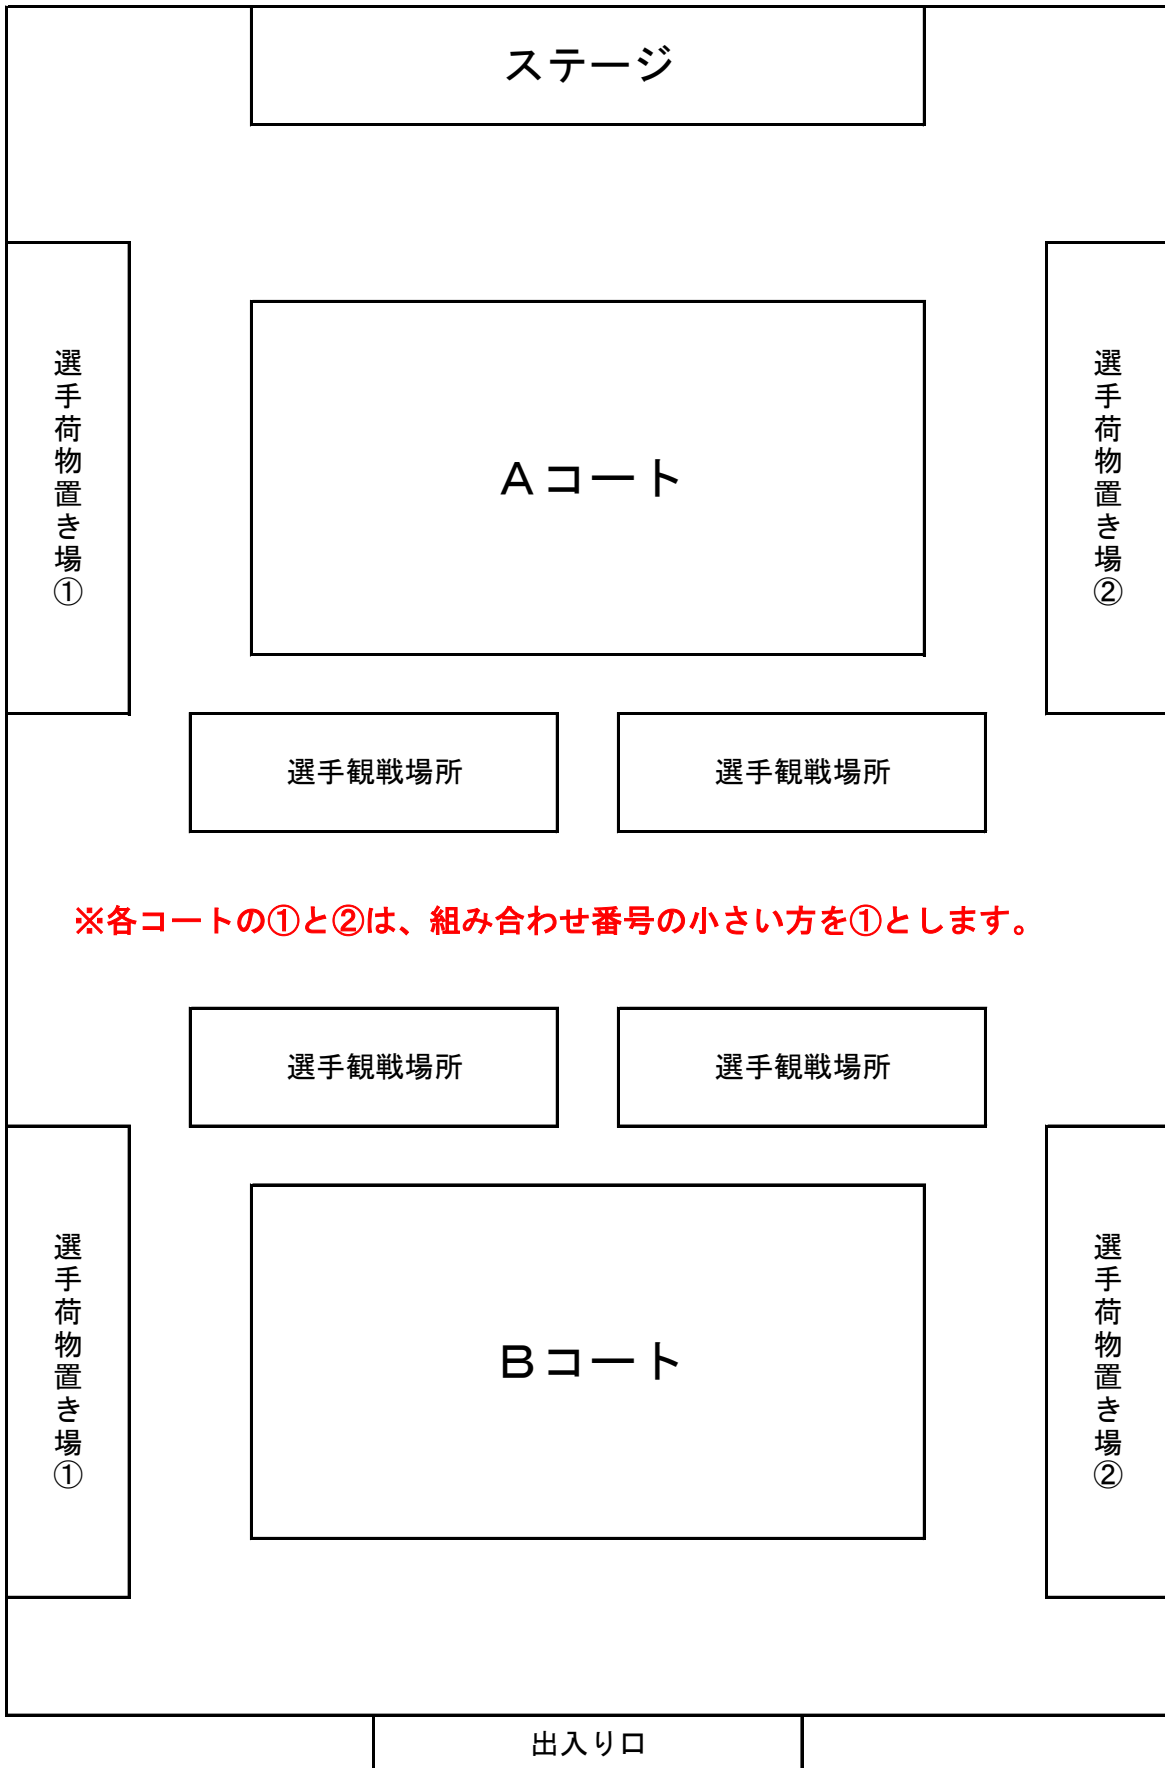 ステージ
選手荷物置き場①
Aコート
選手荷物置き場②
選手観戦場所
選手観戦場所
※各コートの①と②は、組み合わせ番号の小さい方を①とします。
選手観戦場所
選手観戦場所
選手荷物置き場①
Bコート
選手荷物置き場②
出入り口